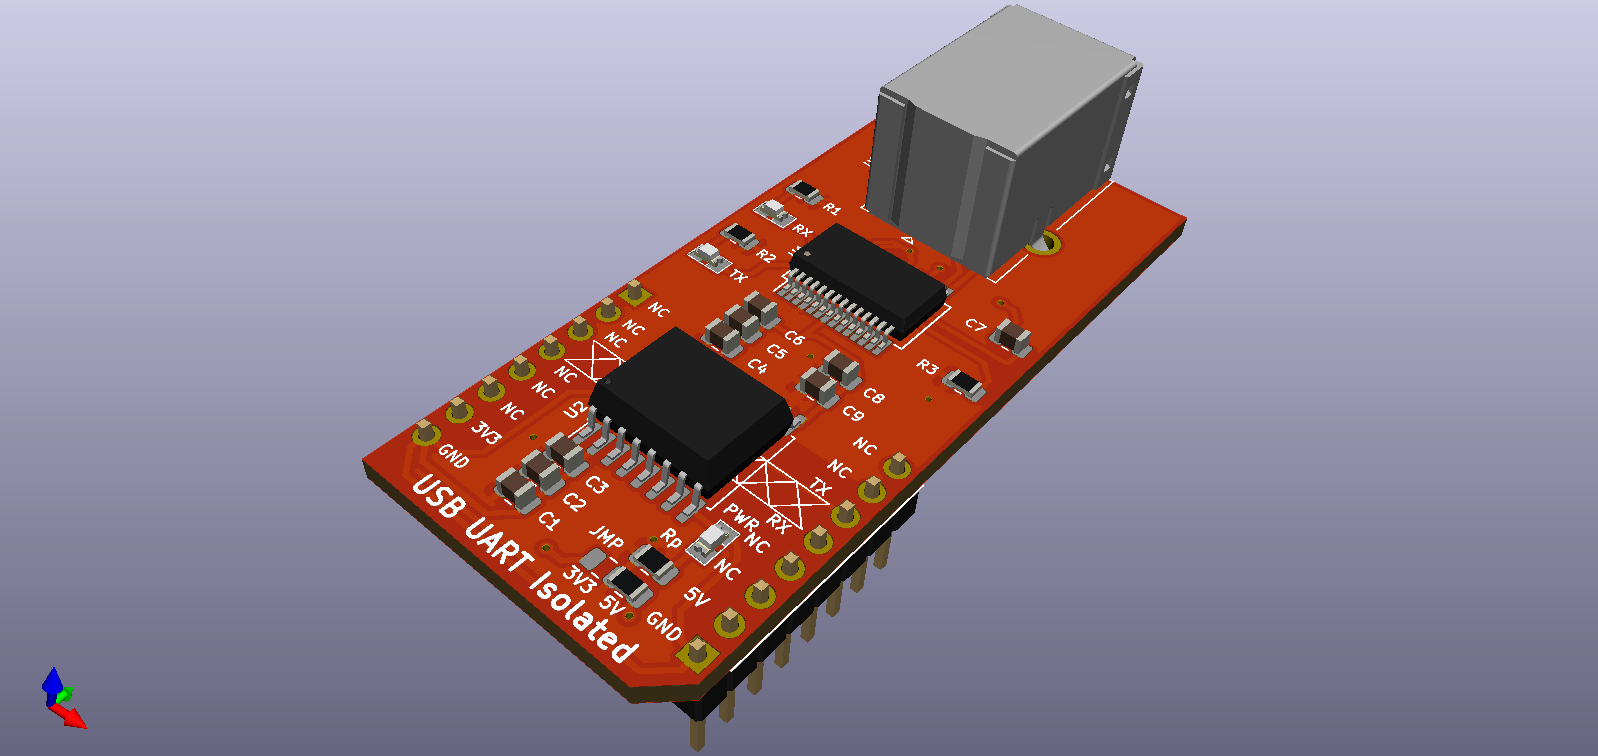 R1
RX
R2
TX
NC
NC
NC
NC
NC
NC
3V3
GND
C6
C5
C4
C7
R3
C8
C9
U2
NC
NC
TX
RX
PWR
NC
NC
5V
GND
C3
C2
C1
JMP
Rp
3V3
5V
USB UART Isolated